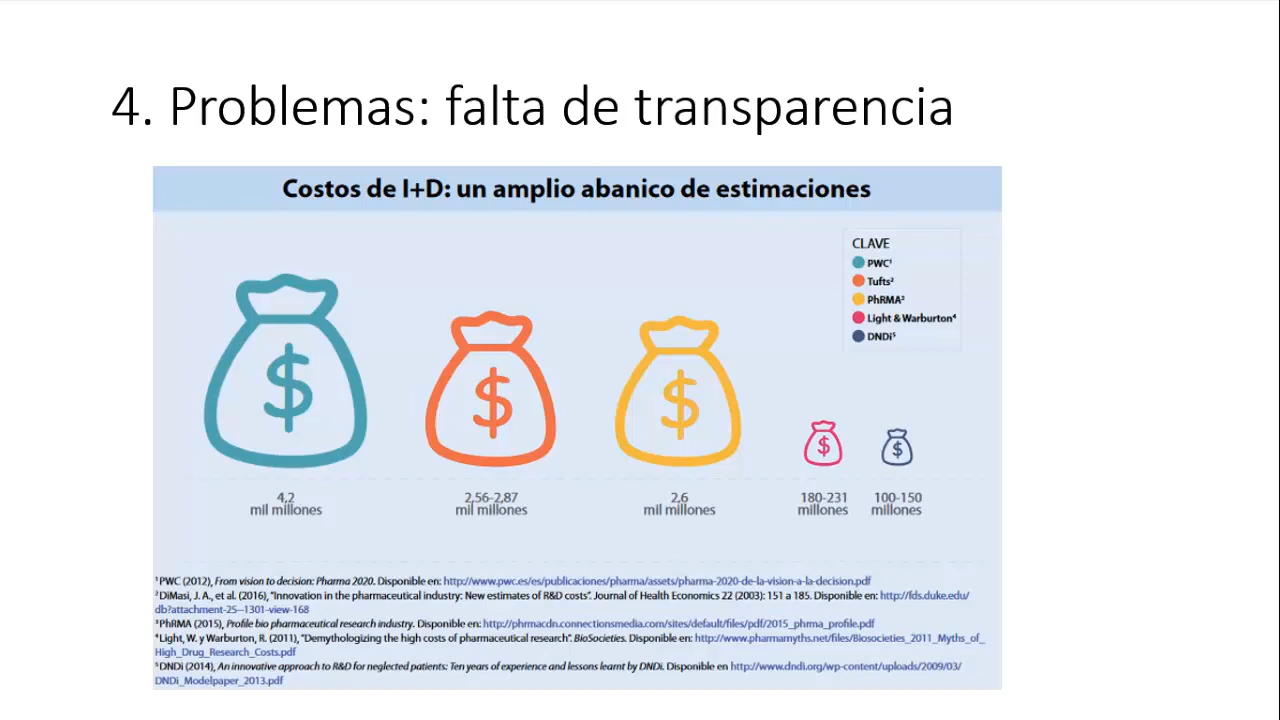 4. Problemas: falta de transparencia
Costos de I+D: un amplio abanico de estimaciones
CLAVE
PWC¹
Tufts²
PhRMA³
Light & Warburton⁴
DNDi⁵
$
$
$
$
$
4,2
mil millones
2,56-2,87
mil millones
2,6
mil millones
180-231
millones
100-150
millones
¹PWC (2012), From vision to decision: Pharma 2020. Disponible en: http://www.pwc.es/es/publicaciones/pharma/assets/pharma-2020-de-la-vision-a-la-decision.pdf
²DiMasi, J. A., et al. (2016), “Innovation in the pharmaceutical industry: New estimates of R&D costs”. Journal of Health Economics 22 (2003): 151 a 185. Disponible en: http://fds.duke.edu/
db?attachment-25--1301-view-168
³PhRMA (2015), Profile bio pharmaceutical research industry. Disponible en: http://phrmacdn.connectionsmedia.com/sites/default/files/pdf/2015_phrma_profile.pdf
⁴Light, W. y Warburton, R. (2011), “Demythologizing the high costs of pharmaceutical research”. BioSocieties. Disponible en: http://www.pharmamyths.net/files/Biosocieties_2011_Myths_of_
High_Drug_Research_Costs.pdf
⁵DNDi (2014), An innovative approach to R&D for neglected patients: Ten years of experience and lessons learnt by DNDi. Disponible en http://www.dndi.org/wp-content/uploads/2009/03/
DNDi_Modelpaper_2013.pdf